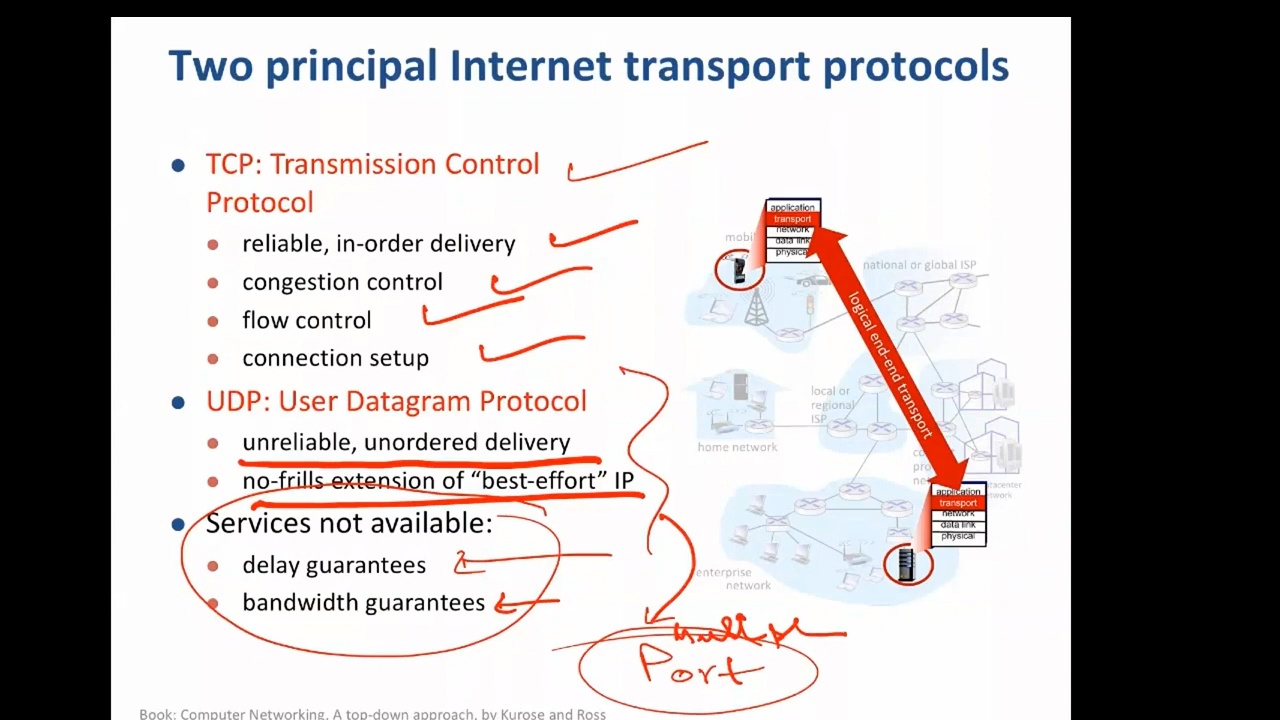 Two principal Internet transport protocols
TCP: Transmission Control
Protocol
reliable, in-order delivery
congestion control
flow control
connection setup
UDP: User Datagram Protocol
unreliable, unordered delivery
no-frills extension of “best-effort” IP
Services not available:
delay guarantees
bandwidth guarantees
application
transport
network
data link
physical
mobil
national or global ISP
logical end-end transport
local or
regional
ISP
home network
network
application
transport
network
data link
physical
enterprise
network
multiple
Port
Book: Computer Networking. A top-down approach, by Kurose and Ross